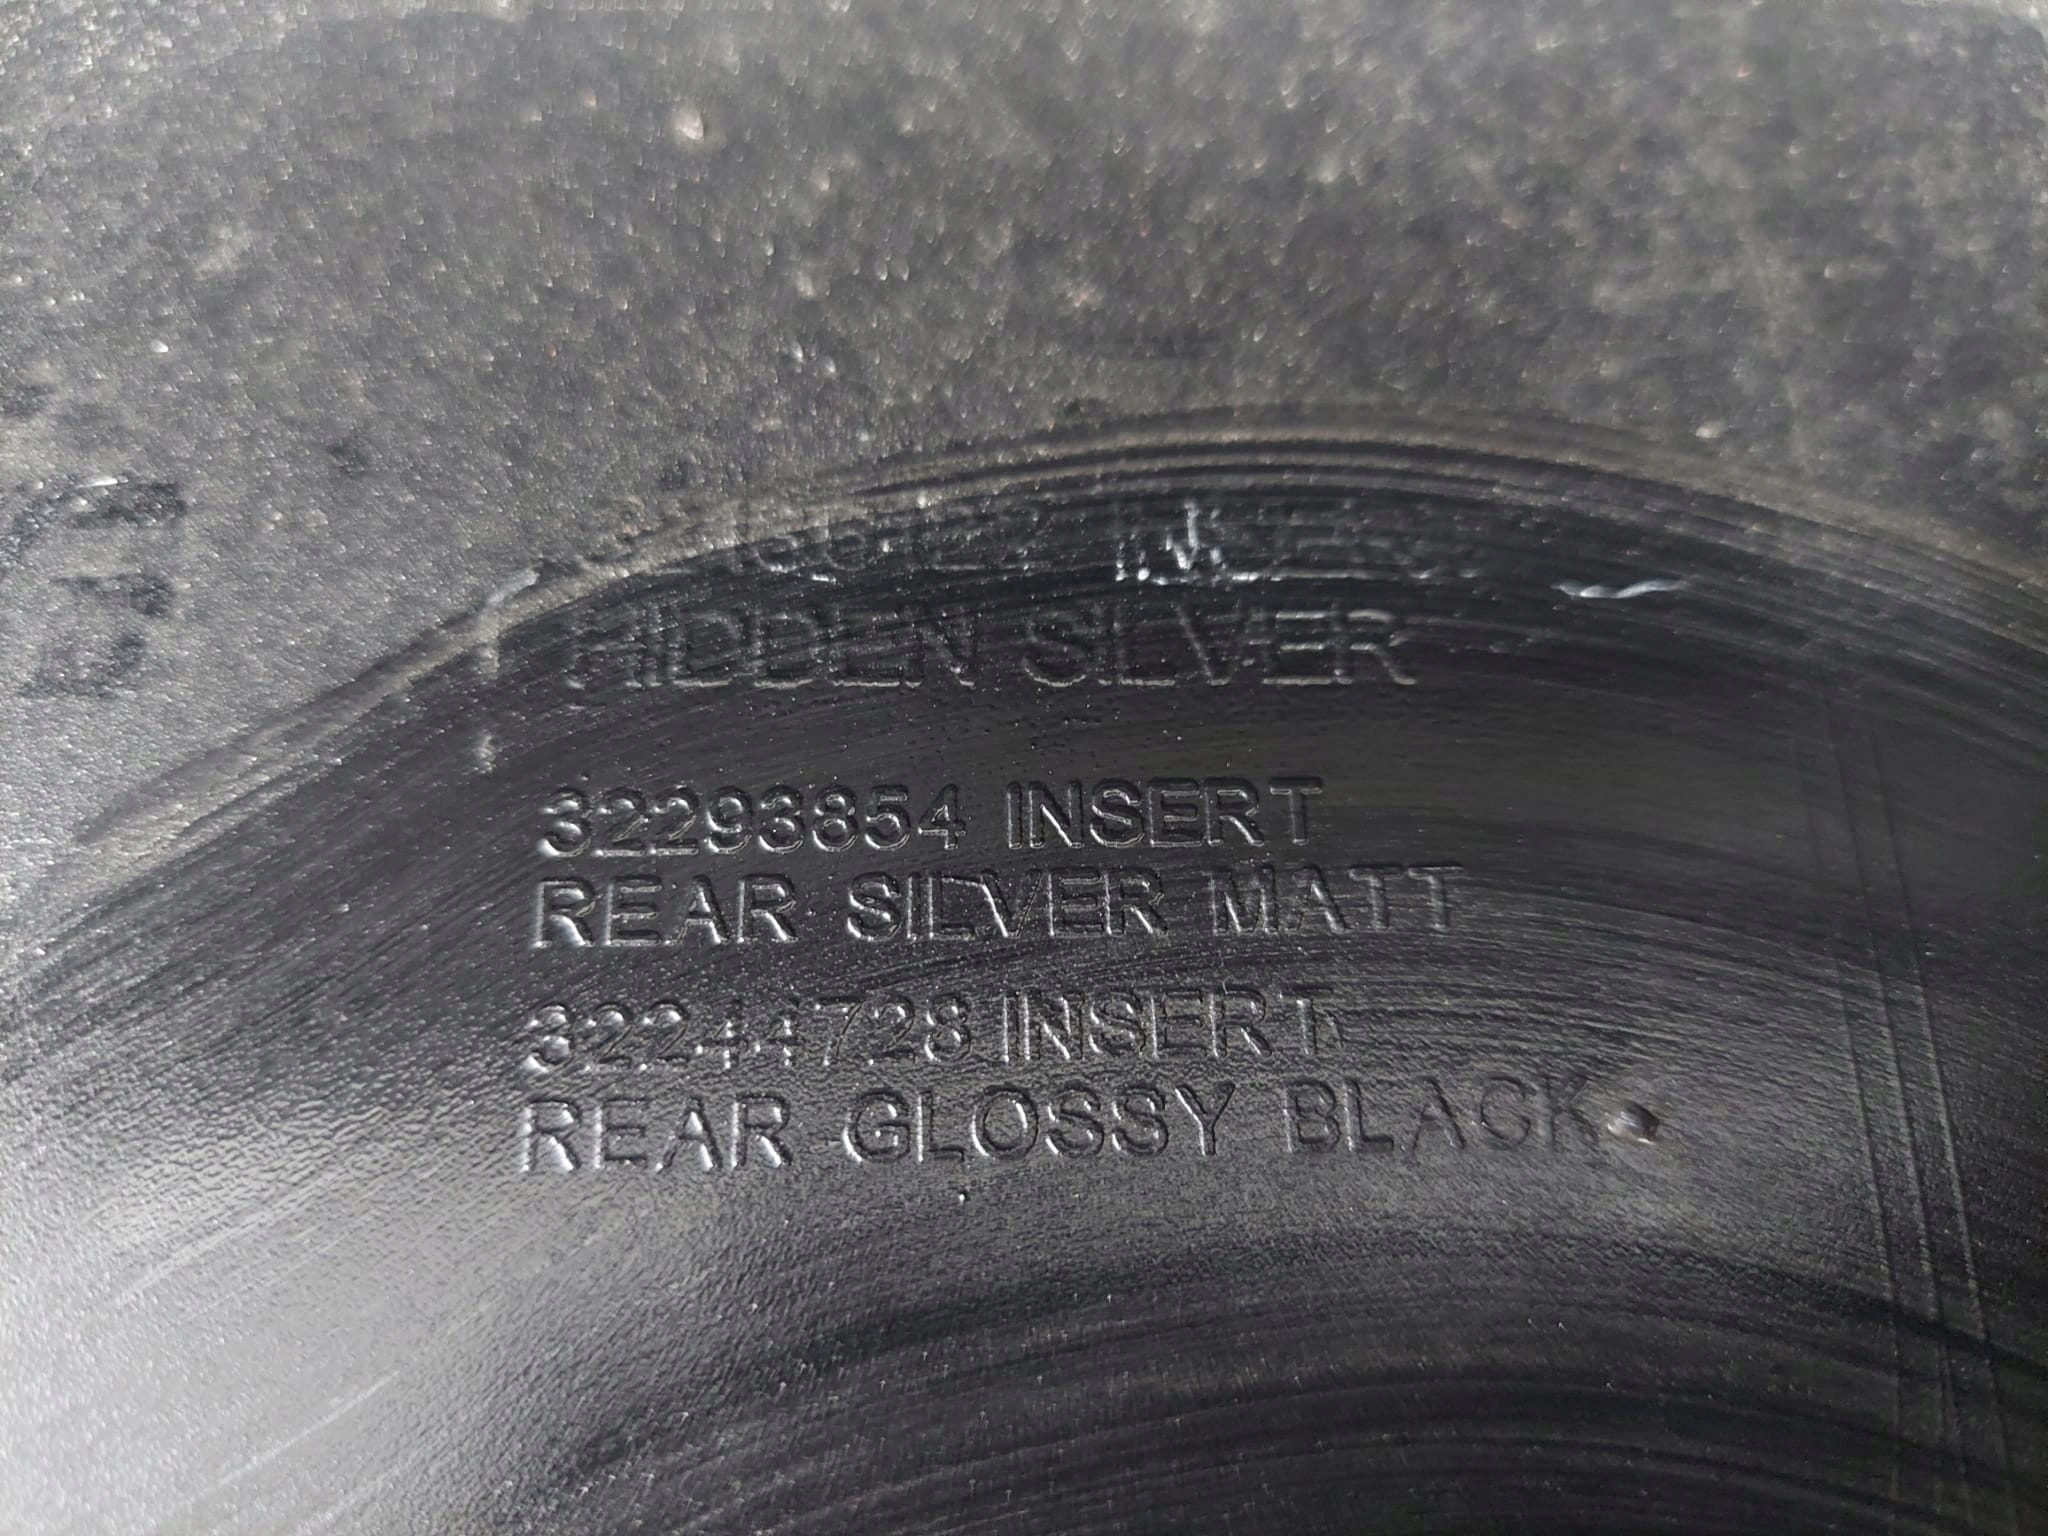 HIDDEN SILVER
32293854 INSERT
REAR SILVER MATT
32244728 INSERT
REAR GLOSSY BLACK